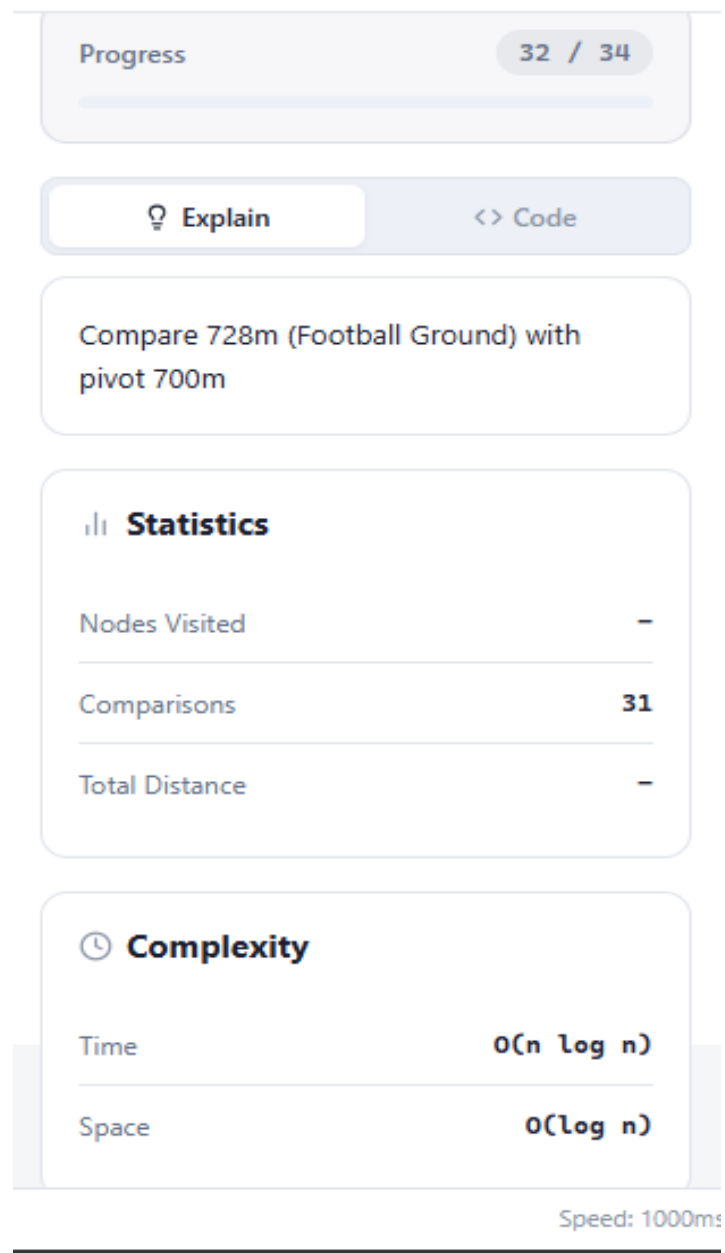 Progress 32 / 34
Explain <> Code
Compare 728m (Football Ground) with
pivot 700m
Statistics
Nodes Visited –
Comparisons 31
Total Distance –
Complexity
Time O(n log n)
Space O(log n)
Speed: 1000ms